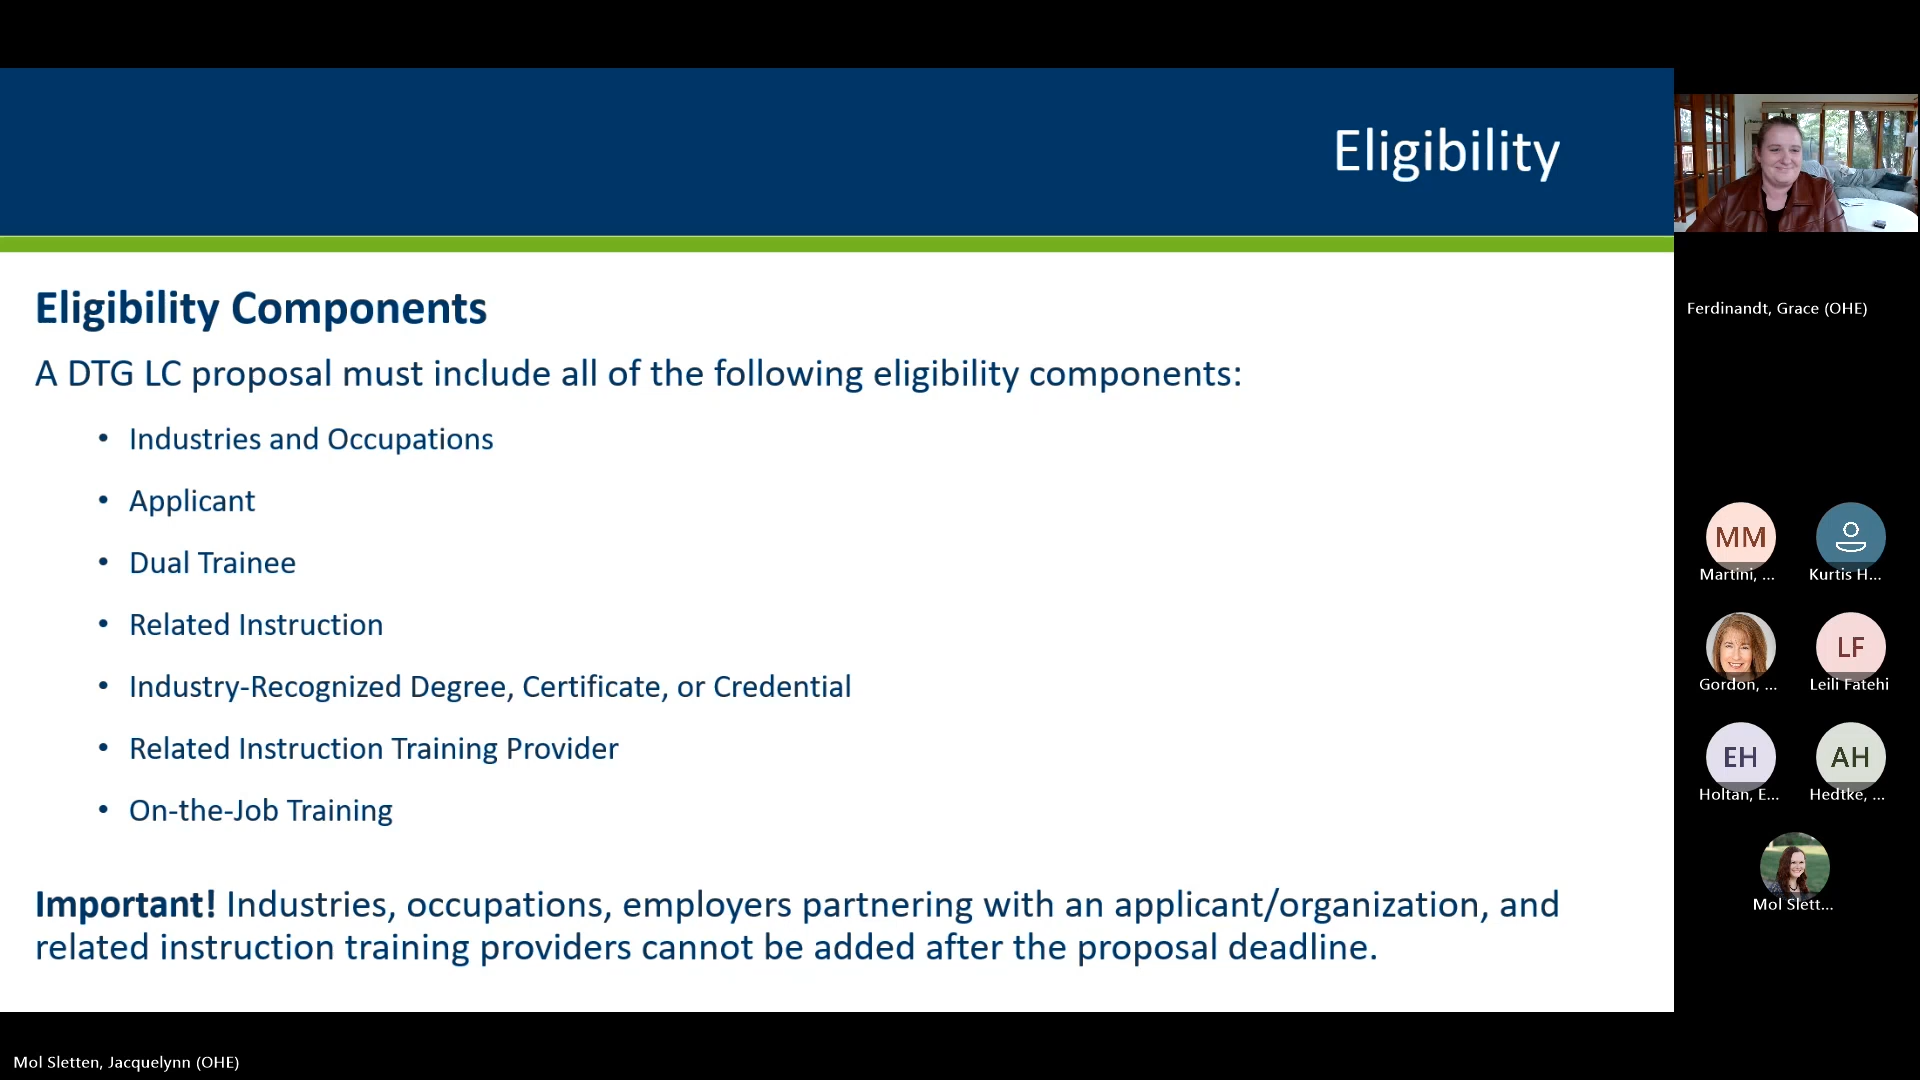 Eligibility
Eligibility Components
A DTG LC proposal must include all of the following eligibility components:
• Industries and Occupations
• Applicant
• Dual Trainee
• Related Instruction
• Industry-Recognized Degree, Certificate, or Credential
• Related Instruction Training Provider
• On-the-Job Training
Important! Industries, occupations, employers partnering with an applicant/organization, and
related instruction training providers cannot be added after the proposal deadline.
Ferdinandt, Grace (OHE)
MM
Martini, ...
Kurtis H...
Gordon, ...
LF
Leili Fatehi
EH
Holtan, E...
AH
Hedtke, ...
Mol Slett...
Mol Sletten, Jacquelynn (OHE)